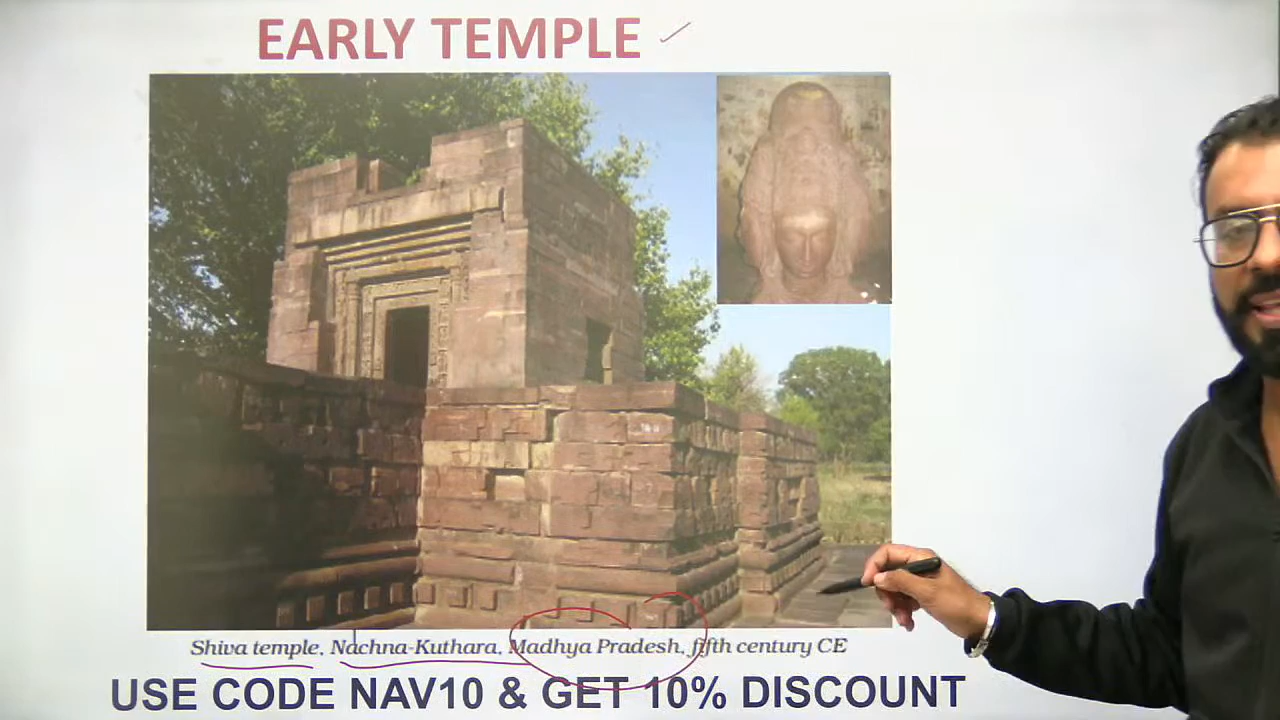 EARLY TEMPLE
Shiva temple, Nachna-Kuthara, Madhya Pradesh, fifth century CE
USE CODE NAV10 & GET 10% DISCOUNT